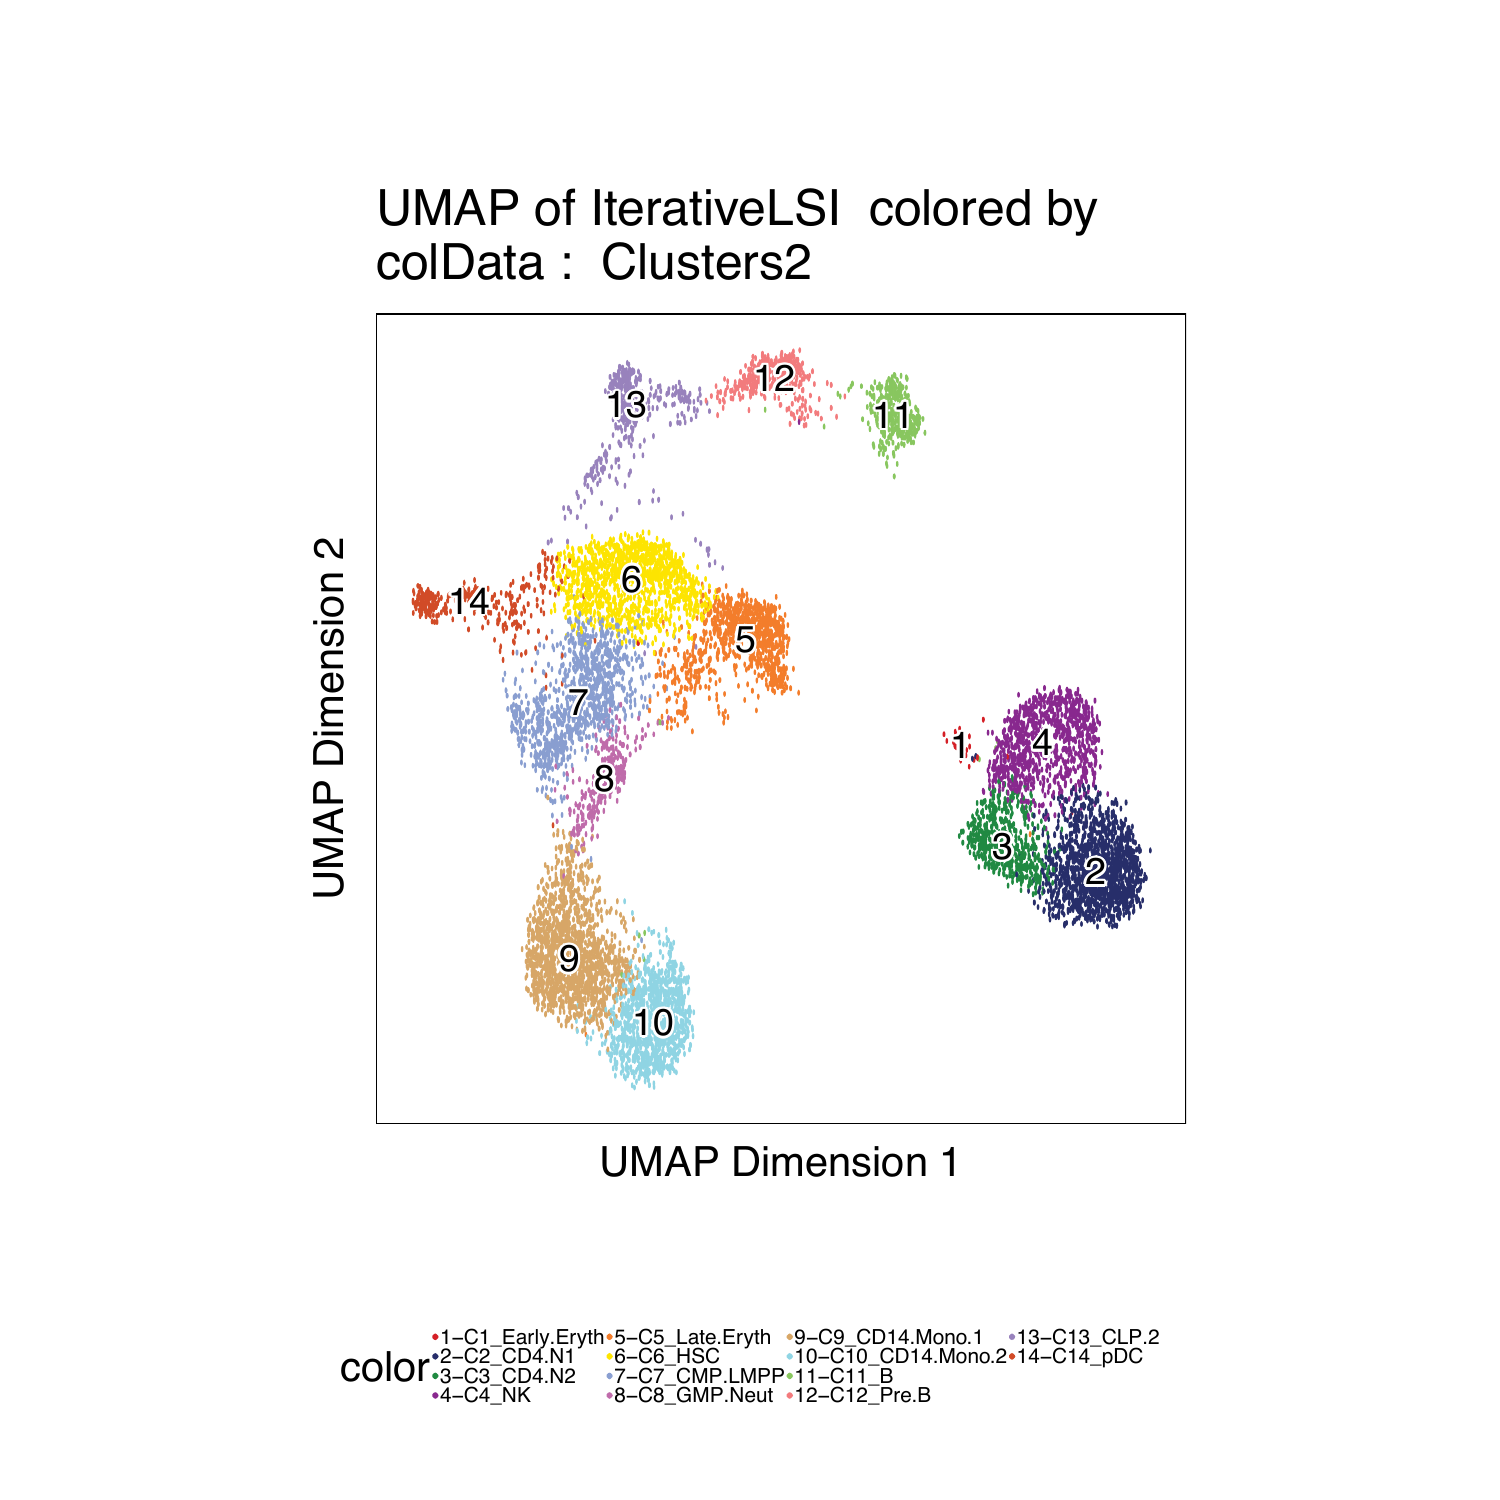 UMAP of IterativeLSI  colored by
colData :  Clusters2
UMAP Dimension 2
13
12
11
6
14
5
7
1
4
8
3
2
9
10
UMAP Dimension 1
color
1−C1_Early.Eryth
2−C2_CD4.N1
3−C3_CD4.N2
4−C4_NK
5−C5_Late.Eryth
6−C6_HSC
7−C7_CMP.LMPP
8−C8_GMP.Neut
9−C9_CD14.Mono.1
10−C10_CD14.Mono.2
11−C11_B
12−C12_Pre.B
13−C13_CLP.2
14−C14_pDC